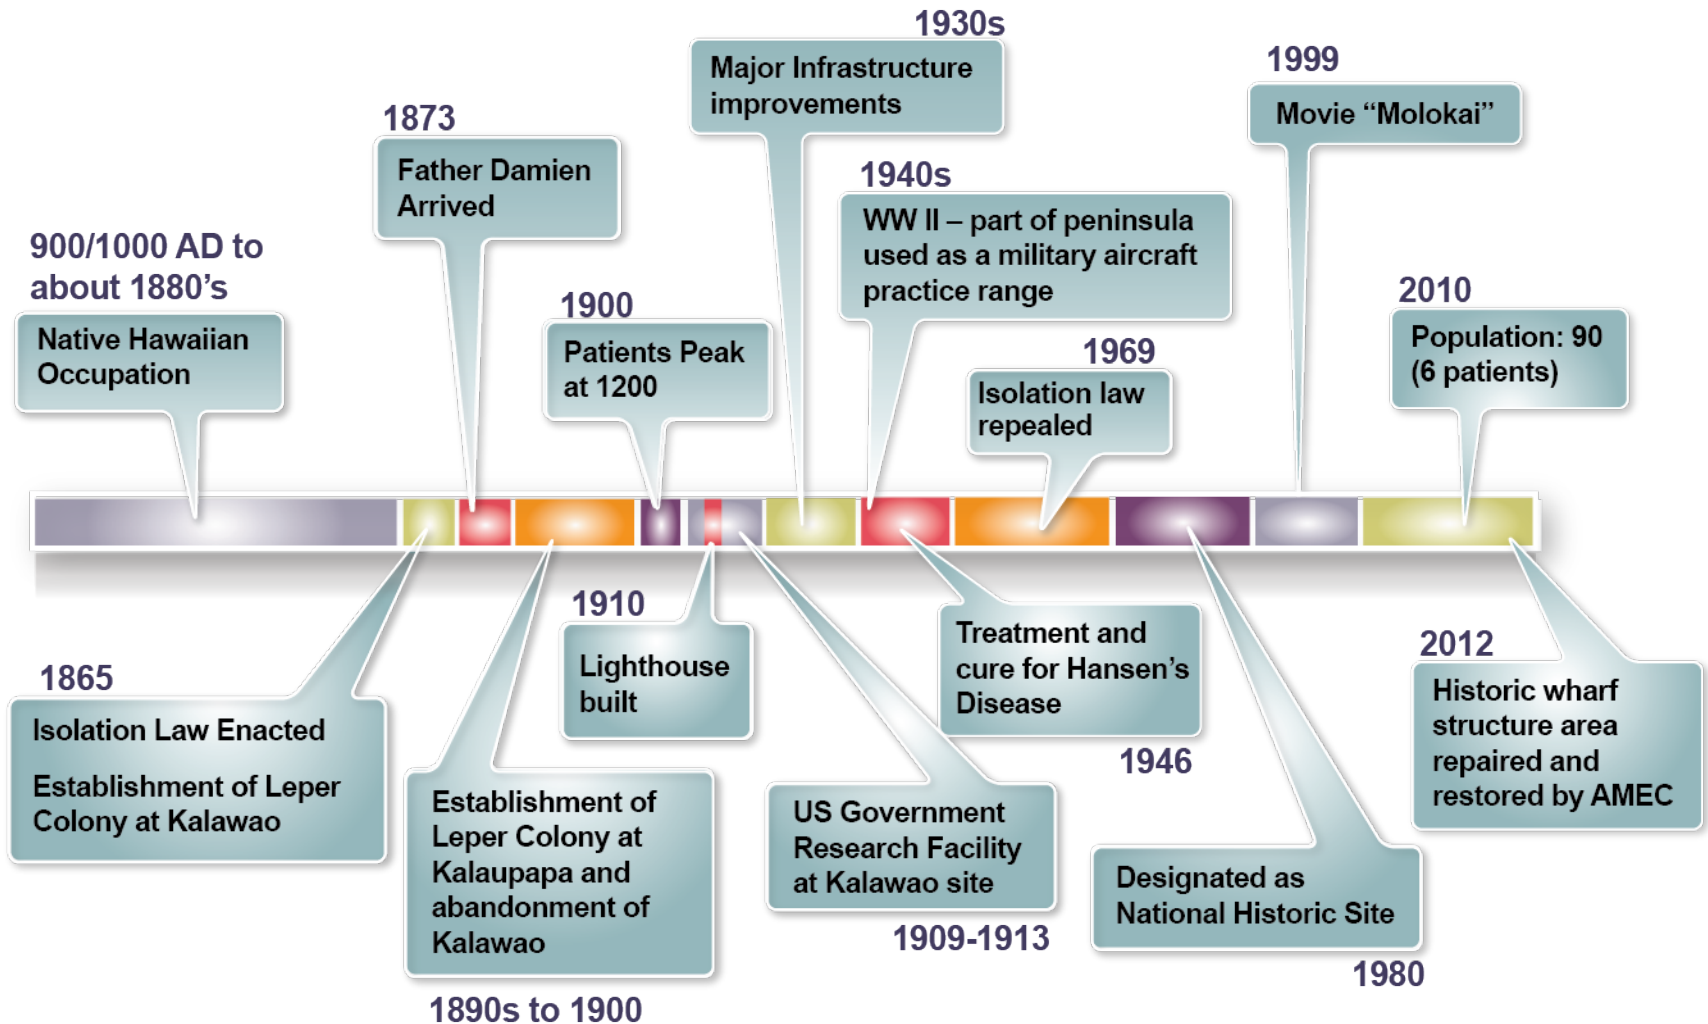 900/1000 AD to
about 1880’s
Native Hawaiian
Occupation
1865
Isolation Law Enacted
Establishment of Leper
Colony at Kalawao
1873
Father Damien
Arrived
Establishment of
Leper Colony at
Kalaupapa and
abandonment of
Kalawao
1890s to 1900
1900
Patients Peak
at 1200
1910
Lighthouse
built
US Government
Research Facility
at Kalawao site
1909-1913
1930s
Major Infrastructure
improvements
1940s
WW II – part of peninsula
used as a military aircraft
practice range
Treatment and
cure for Hansen’s
Disease
1946
1969
Isolation law
repealed
Designated as
National Historic Site
1980
1999
Movie “Molokai”
2010
Population: 90
(6 patients)
2012
Historic wharf
structure area
repaired and
restored by AMEC